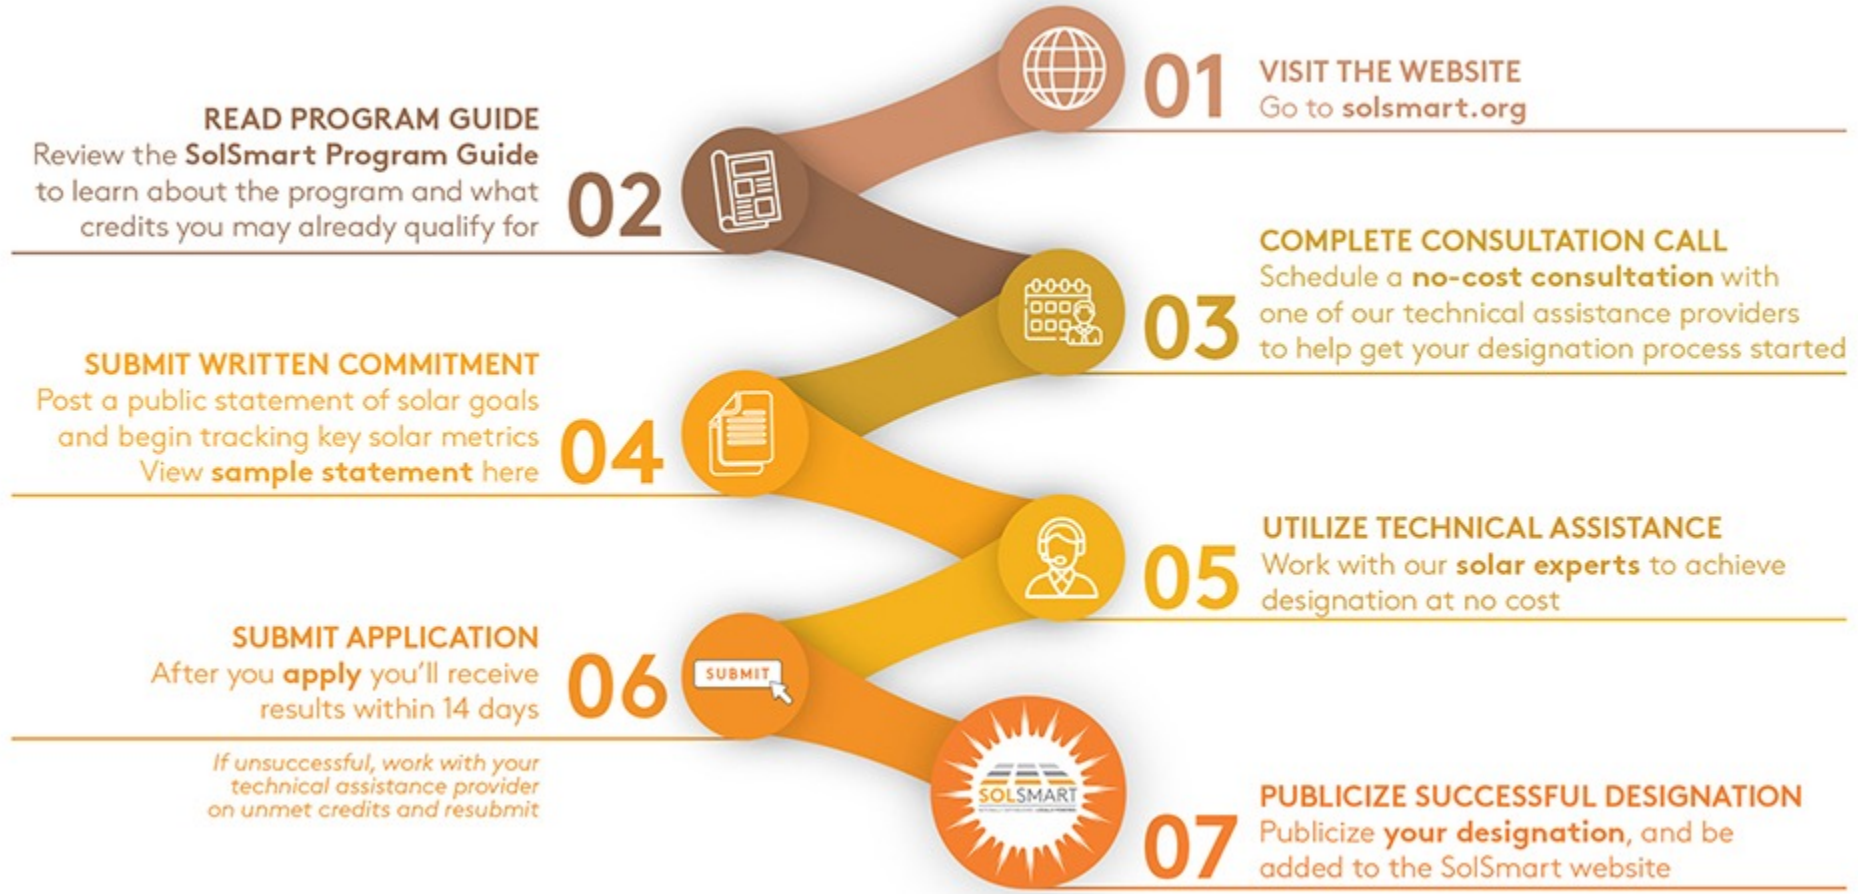 01
VISIT THE WEBSITE
Go to solsmart.org
02
READ PROGRAM GUIDE
Review the SolSmart Program Guide
to learn about the program and what
credits you may already qualify for
03
COMPLETE CONSULTATION CALL
Schedule a no-cost consultation with
one of our technical assistance providers
to help get your designation process started
04
SUBMIT WRITTEN COMMITMENT
Post a public statement of solar goals
and begin tracking key solar metrics
View sample statement here
05
UTILIZE TECHNICAL ASSISTANCE
Work with our solar experts to achieve
designation at no cost
06
SUBMIT APPLICATION
After you apply you'll receive
results within 14 days
If unsuccessful, work with your
technical assistance provider
on unmet credits and resubmit
SUBMIT
SOLSMART
07
PUBLICIZE SUCCESSFUL DESIGNATION
Publicize your designation, and be
added to the SolSmart website